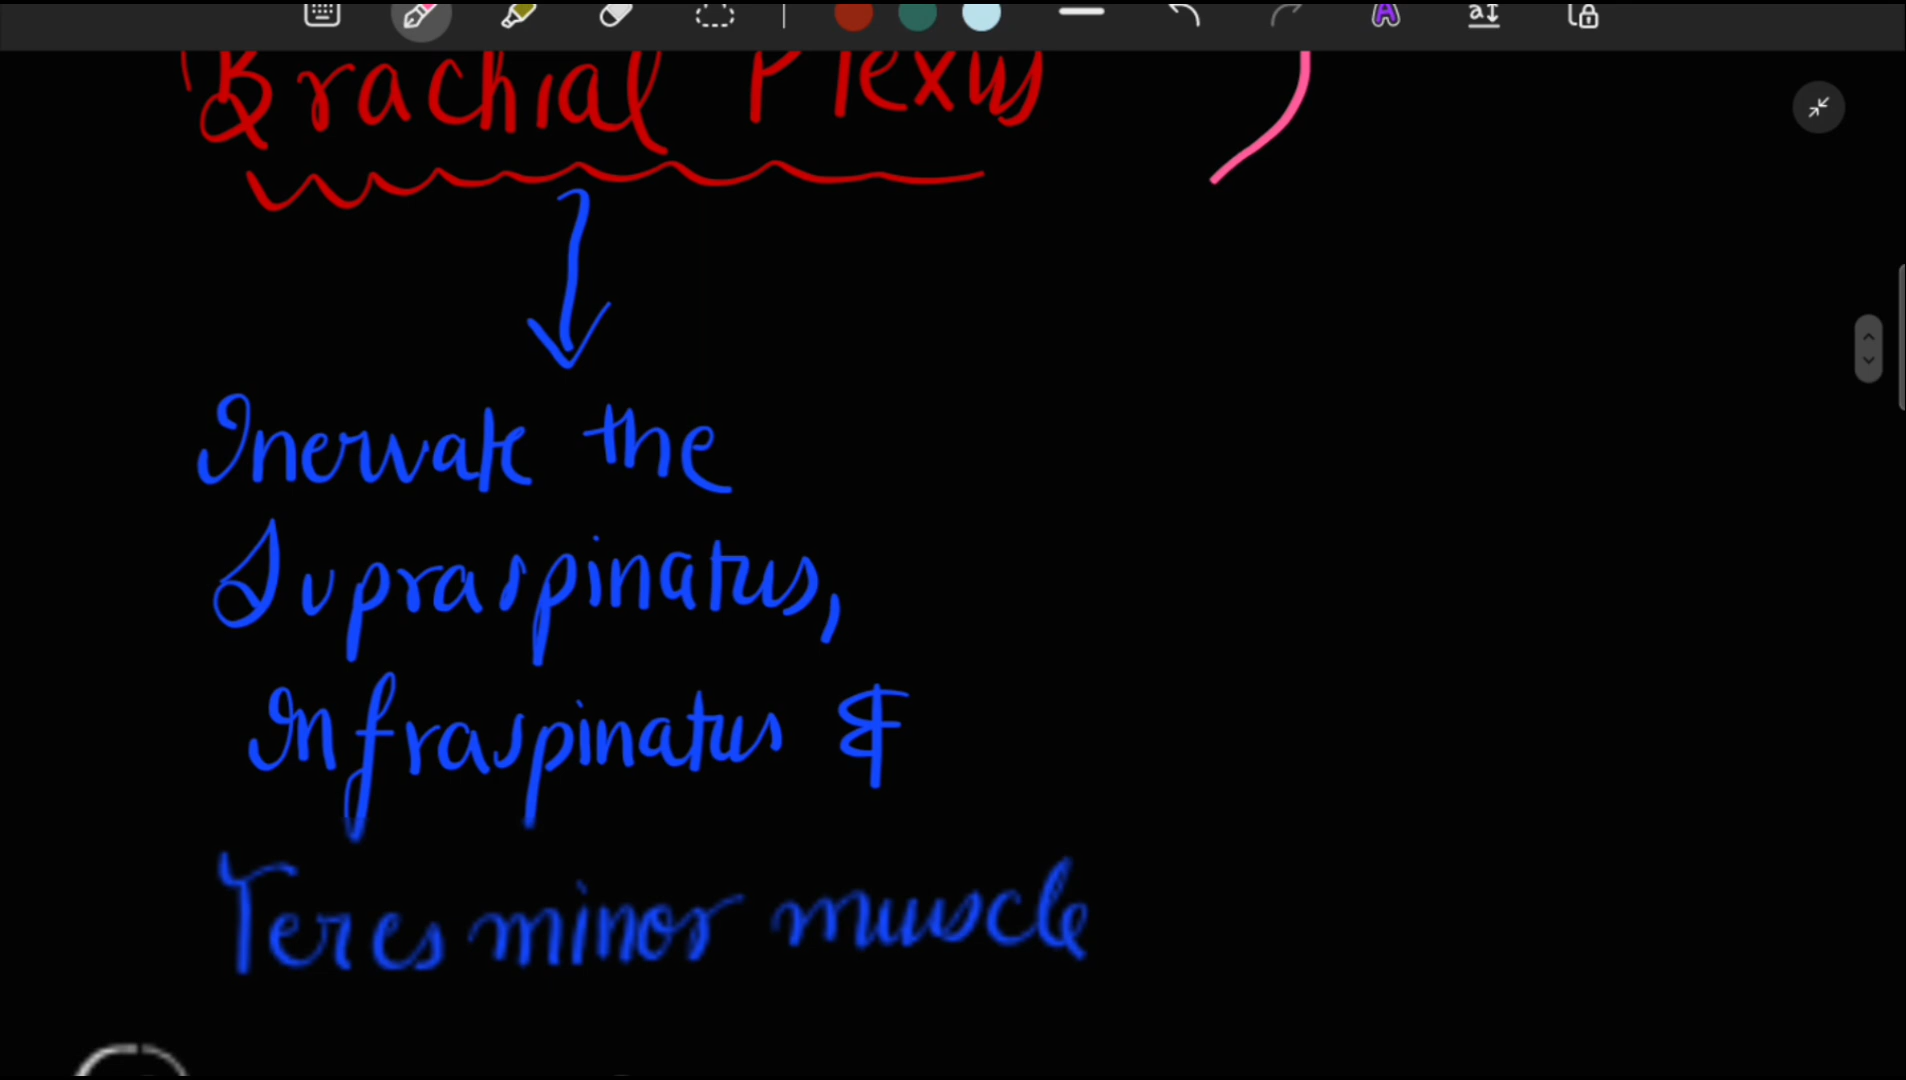 Brachial Plexus
Inervate the
Supraspinatus,
Infraspinatus &
Teres minor muscle